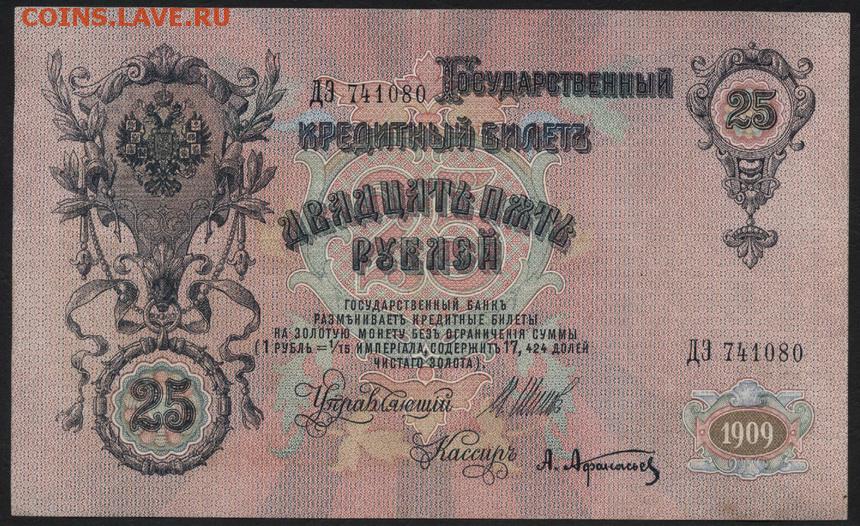 COINS.LAVE.RU
ДЭ 741080
Государственный
25
Кредитный Билетъ
Двадцать пять
рублей
Государственный банкъ
размѣниваетъ кредитные билеты
на золотую монету безъ ограниченія суммы
(1 рубль = 1/15 имперіала, содержитъ 17, 424 долей
чистаго золота).
ДЭ 741080
25
Управляющій
И. Шипов
1909
Кассиръ
А. Афанасьев